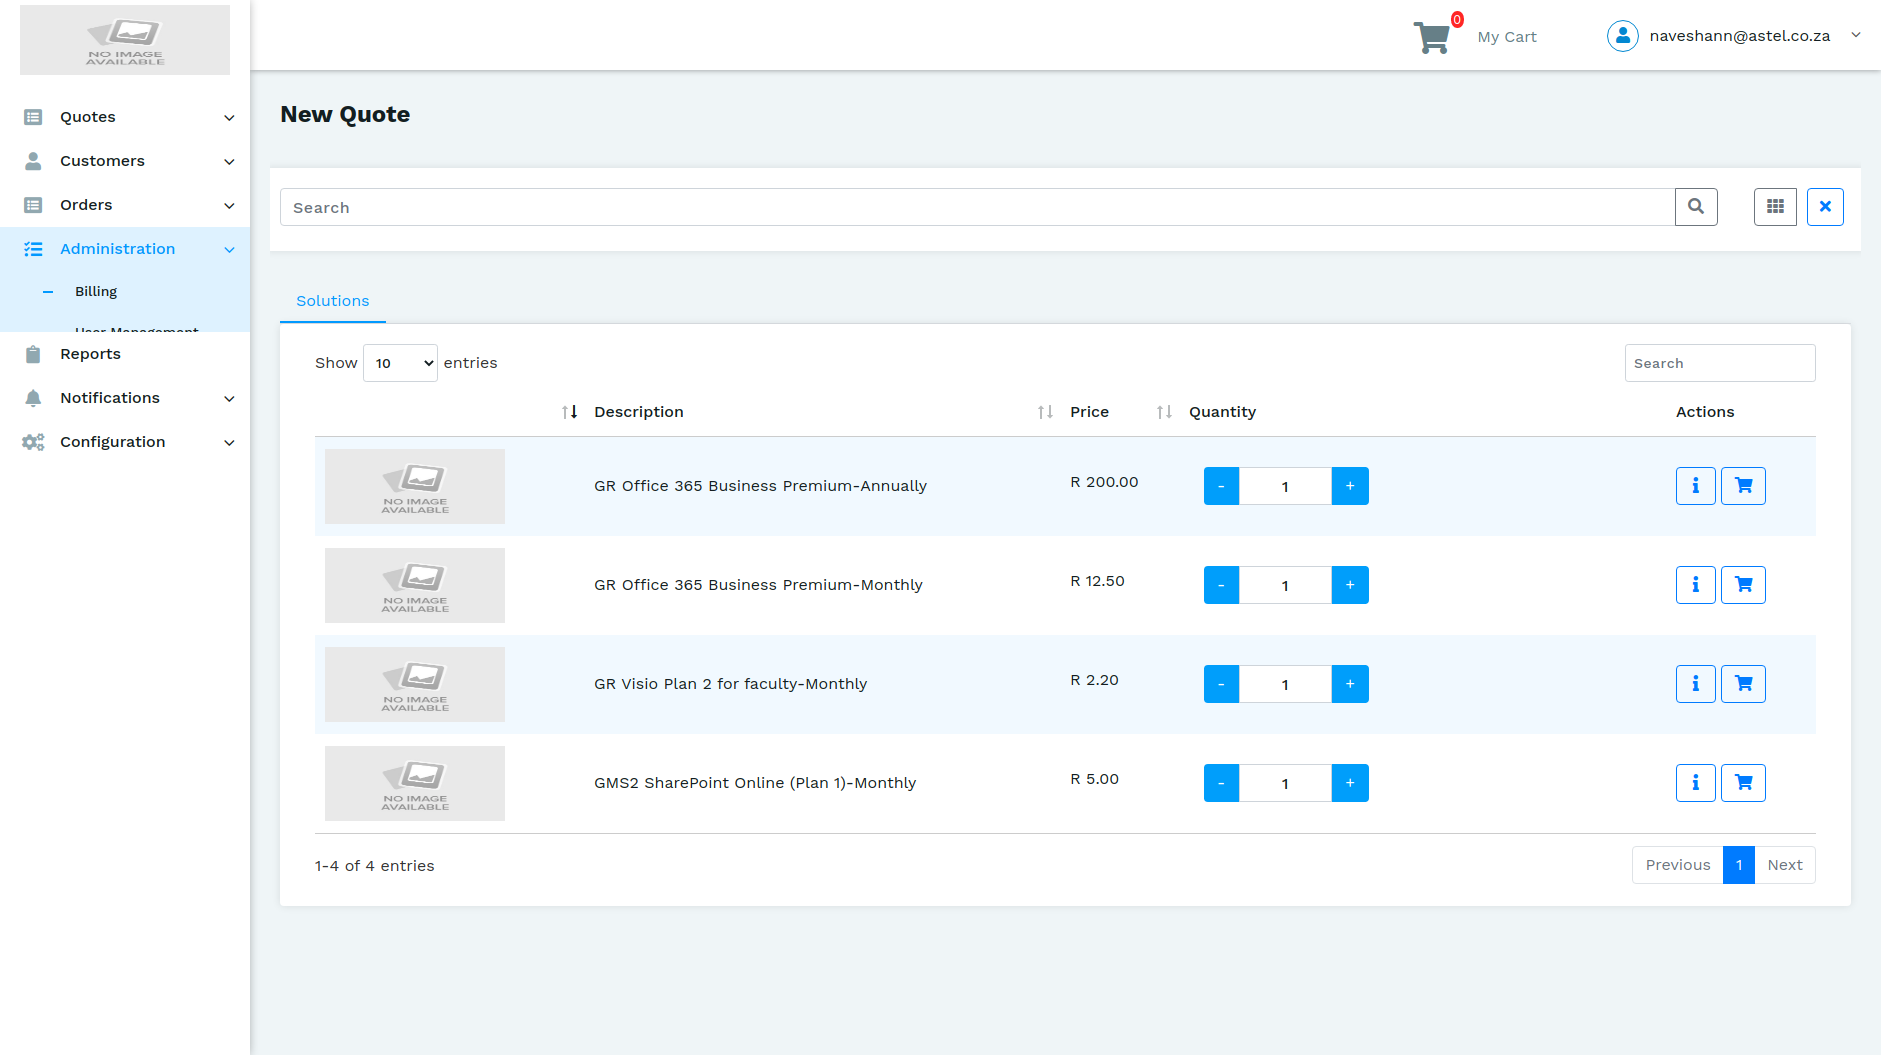 NO IMAGE
AVAILABLE
0
My Cart
naveshann@astel.co.za
Quotes
Customers
Orders
Administration
Billing
User Management
Reports
Notifications
Configuration
New Quote
Search
Solutions
Show 10 entries
Search
Description Price Quantity Actions
NO IMAGE
AVAILABLE
GR Office 365 Business Premium-Annually R 200.00 - 1 +
NO IMAGE
AVAILABLE
GR Office 365 Business Premium-Monthly R 12.50 - 1 +
NO IMAGE
AVAILABLE
GR Visio Plan 2 for faculty-Monthly R 2.20 - 1 +
NO IMAGE
AVAILABLE
GMS2 SharePoint Online (Plan 1)-Monthly R 5.00 - 1 +
1-4 of 4 entries
Previous 1 Next